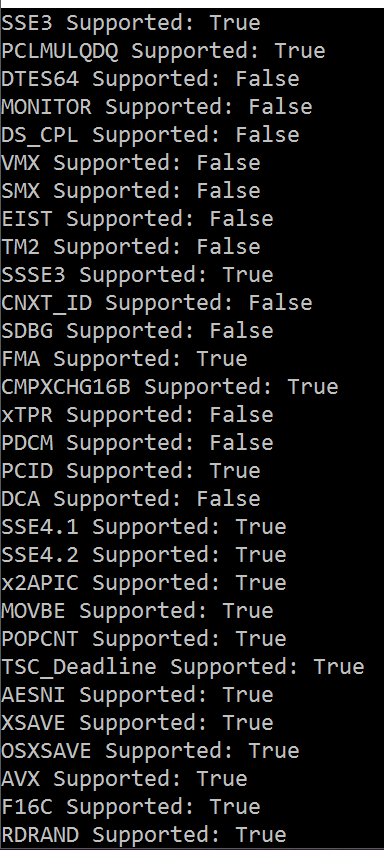 SSE3 Supported: True
PCLMULQDQ Supported: True
DTES64 Supported: False
MONITOR Supported: False
DS_CPL Supported: False
VMX Supported: False
SMX Supported: False
EIST Supported: False
TM2 Supported: False
SSSE3 Supported: True
CNXT_ID Supported: False
SDBG Supported: False
FMA Supported: True
CMPXCHG16B Supported: True
xTPR Supported: False
PDCM Supported: False
PCID Supported: True
DCA Supported: False
SSE4.1 Supported: True
SSE4.2 Supported: True
x2APIC Supported: True
MOVBE Supported: True
POPCNT Supported: True
TSC_Deadline Supported: True
AESNI Supported: True
XSAVE Supported: True
OSXSAVE Supported: True
AVX Supported: True
F16C Supported: True
RDRAND Supported: True